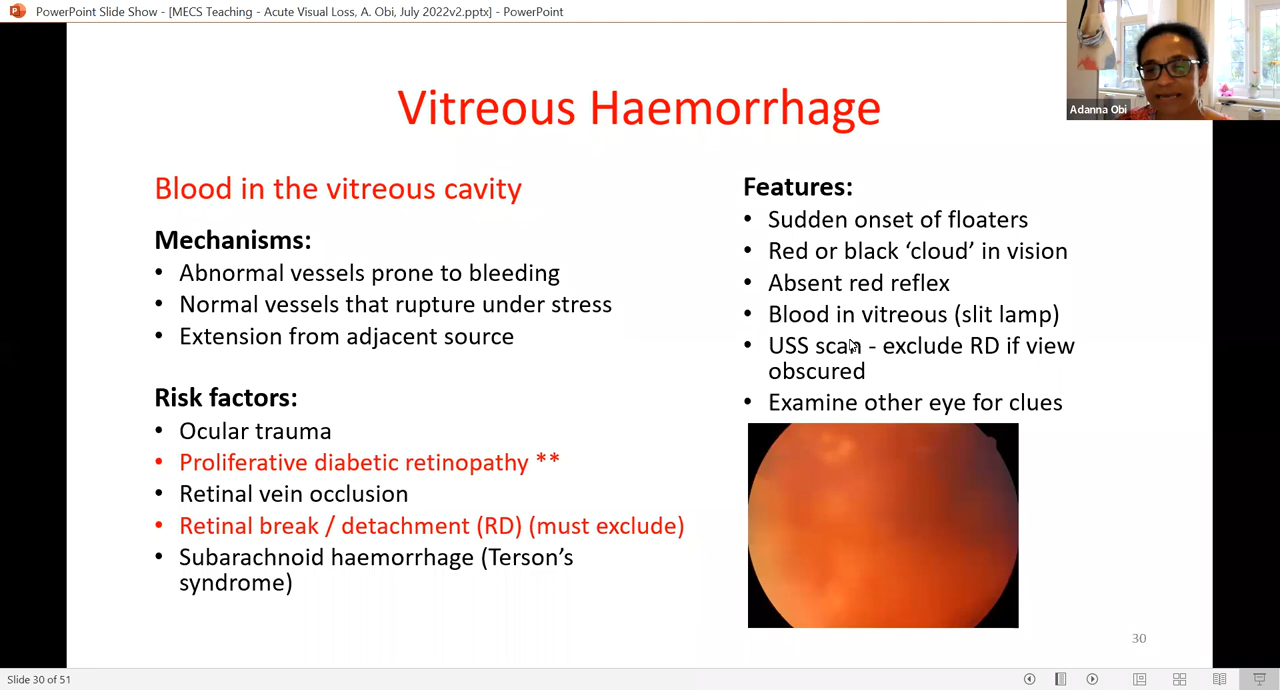 PowerPoint Slide Show - [MECS Teaching - Acute Visual Loss, A. Obi, July 2022v2.pptx] - PowerPoint
Adanna Obi
Vitreous Haemorrhage
Blood in the vitreous cavity
Mechanisms:
• Abnormal vessels prone to bleeding
• Normal vessels that rupture under stress
• Extension from adjacent source
Risk factors:
• Ocular trauma
• Proliferative diabetic retinopathy **
• Retinal vein occlusion
• Retinal break / detachment (RD) (must exclude)
• Subarachnoid haemorrhage (Terson’s
syndrome)
Features:
• Sudden onset of floaters
• Red or black ‘cloud’ in vision
• Absent red reflex
• Blood in vitreous (slit lamp)
• USS scan - exclude RD if view
obscured
• Examine other eye for clues
30
Slide 30 of 51